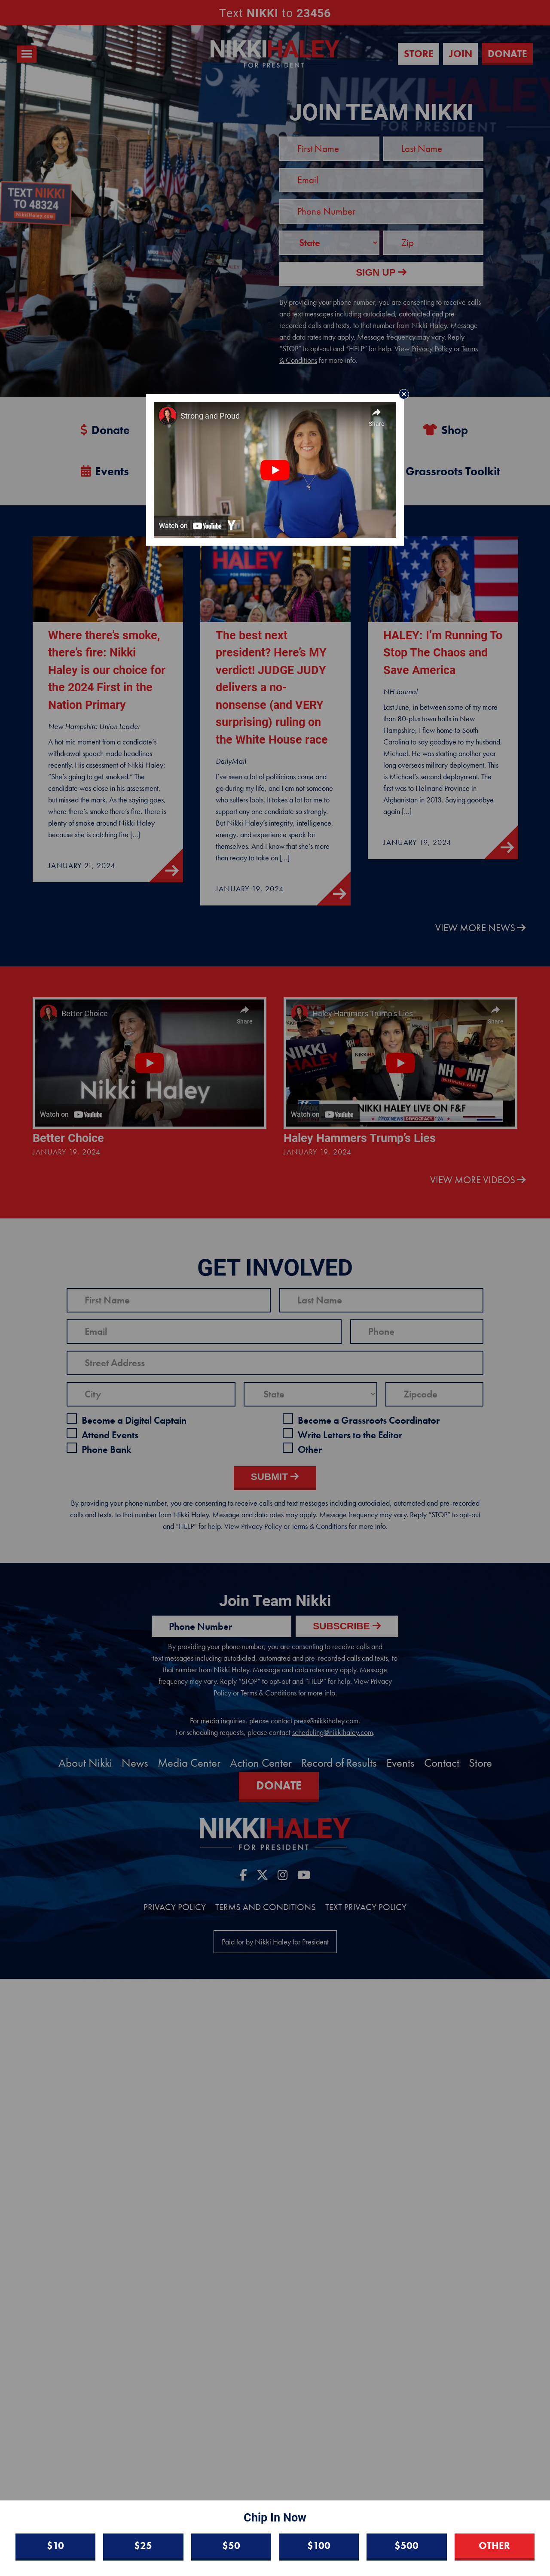 Text NIKKI to 23456
NIKKIHALEY
FOR PRESIDENT
STORE
JOIN
DONATE
TEXT NIKKI
TO 48324
NikkiHaley.com
JOIN TEAM NIKKI
First Name
Last Name
Email
Phone Number
State
Zip
SIGN UP
By providing your phone number, you are consenting to receive calls
and text messages including autodialed, automated and pre-
recorded calls and texts, to that number from Nikki Haley. Message
and data rates may apply. Message frequency may vary. Reply
“STOP” to opt-out and “HELP” for help. View Privacy Policy or Terms
& Conditions for more info.
Donate
Shop
Events
Grassroots Toolkit
Strong and Proud
Share
Watch on YouTube
Where there’s smoke,
there’s fire: Nikki
Haley is our choice for
the 2024 First in the
Nation Primary
New Hampshire Union Leader
A hot mic moment from a candidate’s
withdrawal speech made headlines
recently. His assessment of Nikki Haley:
“She’s going to get smoked.” The
candidate was close in his assessment,
but missed the mark. As the saying goes,
where there’s smoke there’s fire. There is
plenty of smoke around Nikki Haley
because she is catching fire [...]
JANUARY 21, 2024
The best next
president? Here’s MY
verdict! JUDGE JUDY
delivers a no-
nonsense (and VERY
surprising) ruling on
the White House race
DailyMail
I’ve seen a lot of politicians come and
go during my life, and I am not someone
who suffers fools. It takes a lot for me to
support any one candidate so strongly.
But Nikki Haley’s integrity, intelligence,
energy, and experience speak for
themselves. And I know that she’s more
than ready to take on [...]
JANUARY 19, 2024
HALEY: I’m Running To
Stop The Chaos and
Save America
NHJournal
Last June, in between some of my more
than 80-plus town halls in New
Hampshire, I flew home to South
Carolina to say goodbye to my husband,
Michael. He was starting another year
long overseas military deployment. This
is Michael’s second deployment. The
first was to Helmand Province in
Afghanistan in 2013. Saying goodbye
again [...]
JANUARY 19, 2024
VIEW MORE NEWS
Better Choice
Share
Nikki Haley
Watch on YouTube
Better Choice
JANUARY 19, 2024
Haley Hammers Trump's Lies
Share
NH NH
NIKKI HALEY LIVE ON F&F
DEMOCRACY '24
Watch on YouTube
Haley Hammers Trump’s Lies
JANUARY 19, 2024
VIEW MORE VIDEOS
GET INVOLVED
First Name
Last Name
Email
Phone
Street Address
City
State
Zipcode
Become a Digital Captain
Become a Grassroots Coordinator
Attend Events
Write Letters to the Editor
Phone Bank
Other
SUBMIT
By providing your phone number, you are consenting to receive calls and text messages including autodialed, automated and pre-recorded
calls and texts, to that number from Nikki Haley. Message and data rates may apply. Message frequency may vary. Reply “STOP” to opt-out
and “HELP” for help. View Privacy Policy or Terms & Conditions for more info.
Join Team Nikki
Phone Number
SUBSCRIBE
By providing your phone number, you are consenting to receive calls and
text messages including autodialed, automated and pre-recorded calls and texts, to
that number from Nikki Haley. Message and data rates may apply. Message
frequency may vary. Reply “STOP” to opt-out and “HELP” for help. View Privacy
Policy or Terms & Conditions for more info.
For media inquiries, please contact press@nikkihaley.com.
For scheduling requests, please contact scheduling@nikkihaley.com.
About Nikki
News
Media Center
Action Center
Record of Results
Events
Contact
Store
DONATE
NIKKIHALEY
FOR PRESIDENT
PRIVACY POLICY
TERMS AND CONDITIONS
TEXT PRIVACY POLICY
Paid for by Nikki Haley for President
Chip In Now
$10
$25
$50
$100
$500
OTHER